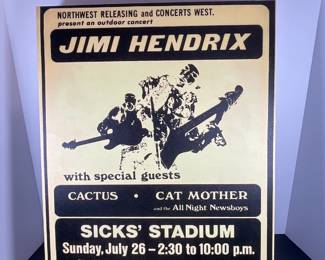 NORTHWEST RELEASING and CONCERTS WEST.
present an outdoor concert
JIMI HENDRIX
with special guests
CACTUS • CAT MOTHER
and the All Night Newsboys
SICKS' STADIUM
Sunday, July 26 – 2:30 to 10:00 p.m.